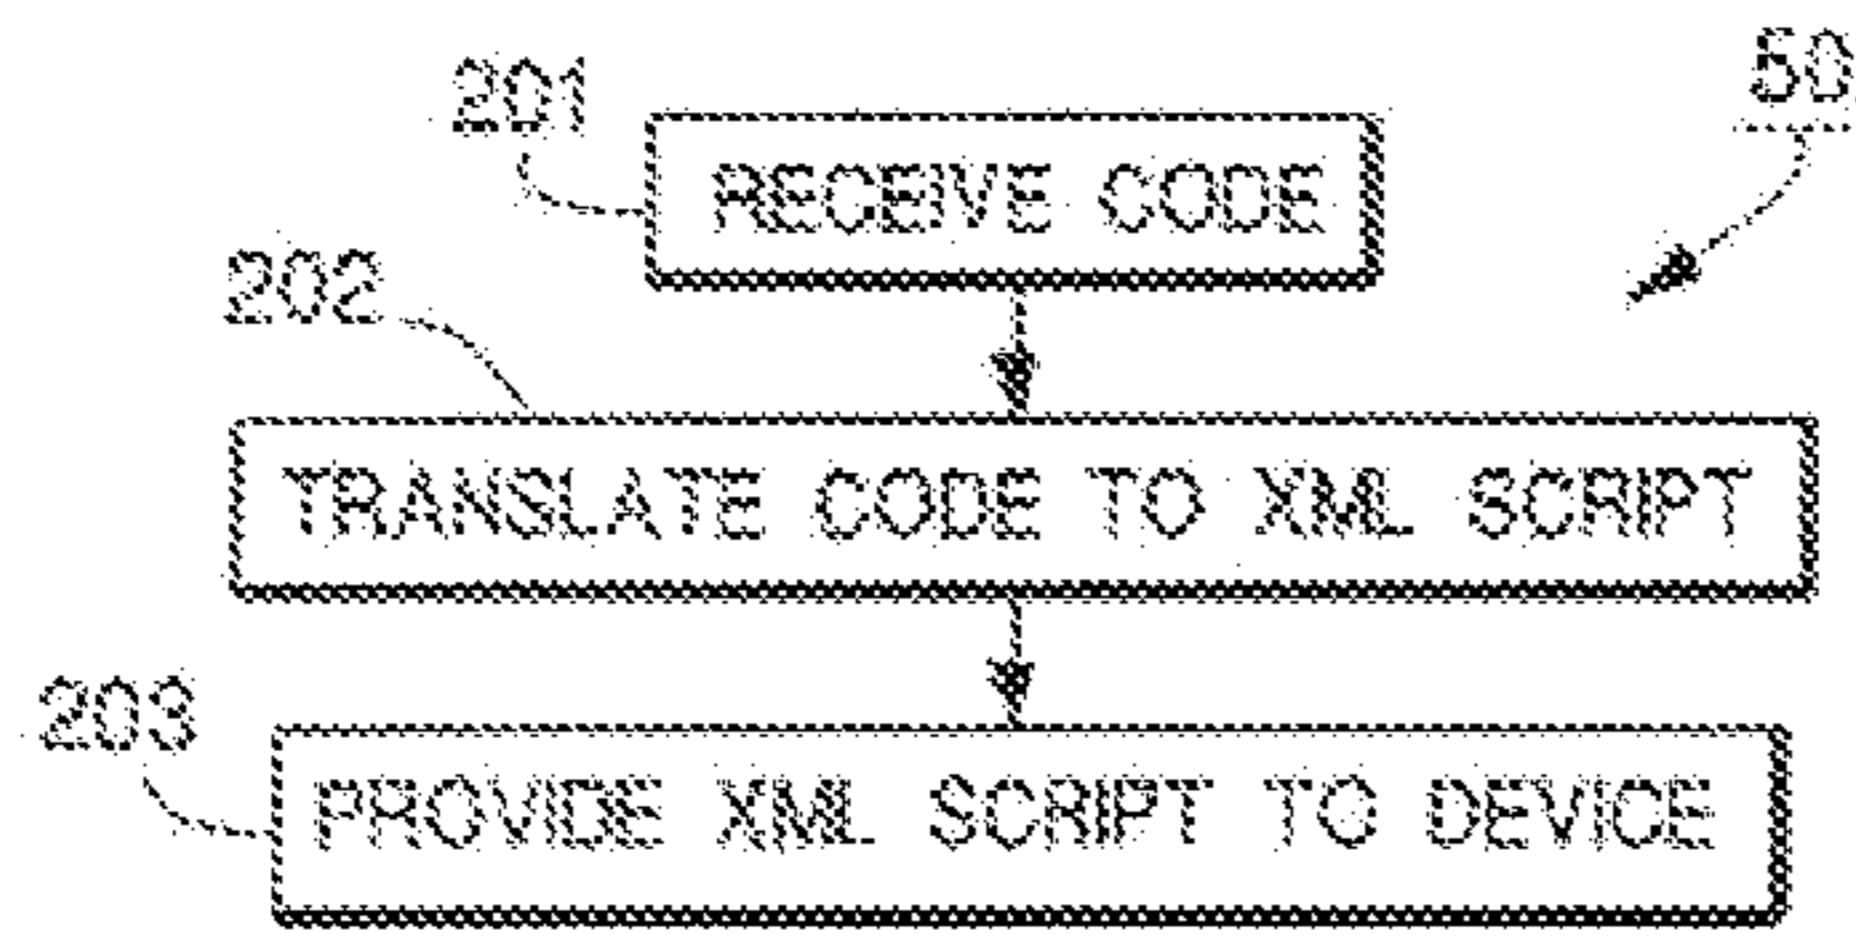 50
201
RECEIVE CODE
202
TRANSLATE CODE TO XML SCRIPT
203
PROVIDE XML SCRIPT TO DEVICE